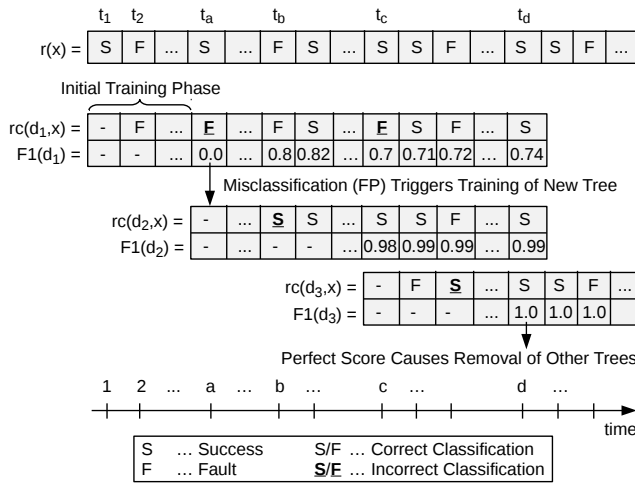 t1 t2 ta tb tc td
r(x) = S F ... S ... F S ... S S F ... S S F ...
Initial Training Phase
rc(d1,x) = - F ... F ... F S ... F S F ... S
F1(d1) = - - ... 0.0 ... 0.8 0.82 ... 0.7 0.71 0.72 ... 0.74
Misclassification (FP) Triggers Training of New Tree
rc(d2,x) = - ... S S ... S S F ... S
F1(d2) = - ... - - ... 0.98 0.99 0.99 ... 0.99
rc(d3,x) = - F S ... S S F ...
F1(d3) = - - - ... 1.0 1.0 1.0
Perfect Score Causes Removal of Other Trees
1 2 ... a ... b ... c ... d ...
time
S ... Success S/F ... Correct Classification
F ... Fault S/F ... Incorrect Classification